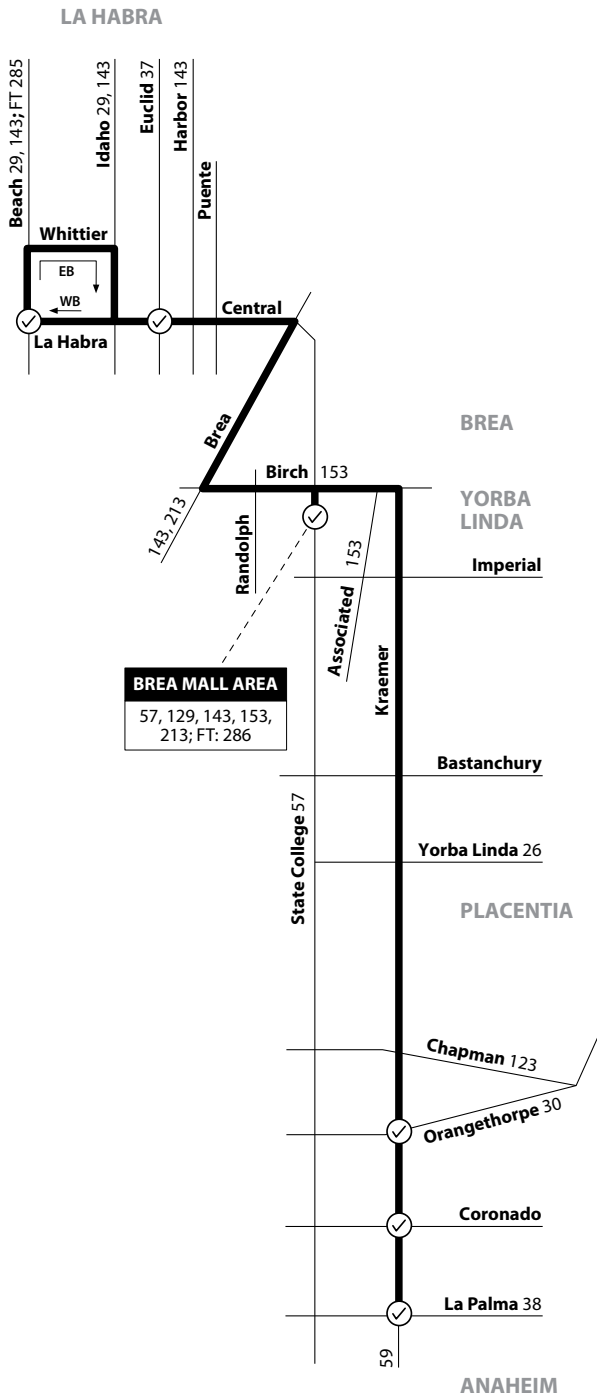 LA HABRA
Beach 29, 143; FT 285
Idaho 29, 143
Euclid 37
Harbor 143
Puente
Whittier
EB
WB
La Habra
Central
Brea
BREA
Birch 153
YORBA
LINDA
143, 213
Randolph
153
Associated
Imperial
Kraemer
BREA MALL AREA
57, 129, 143, 153,
213; FT: 286
Bastanchury
State College 57
Yorba Linda 26
PLACENTIA
Chapman 123
Orangethorpe 30
Coronado
La Palma 38
59
ANAHEIM